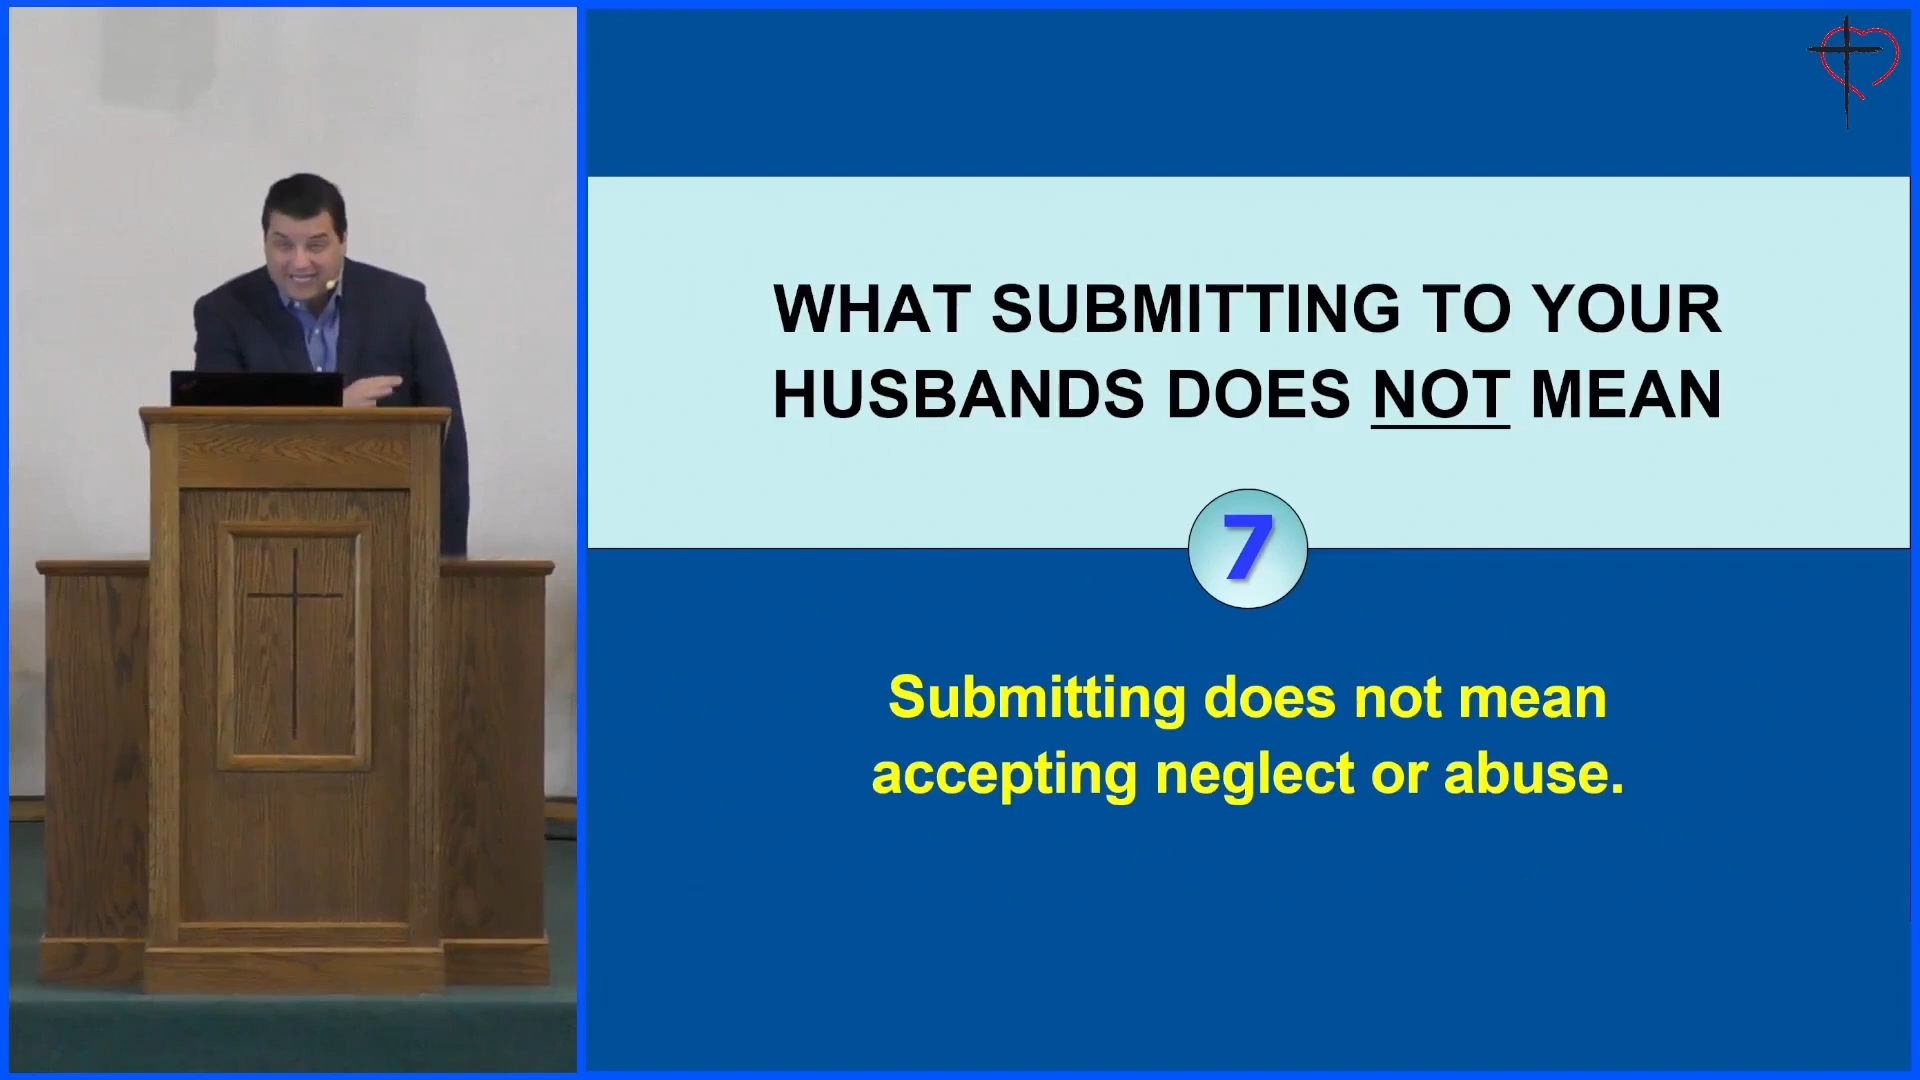 WHAT SUBMITTING TO YOUR
HUSBANDS DOES NOT MEAN
7
Submitting does not mean
accepting neglect or abuse.